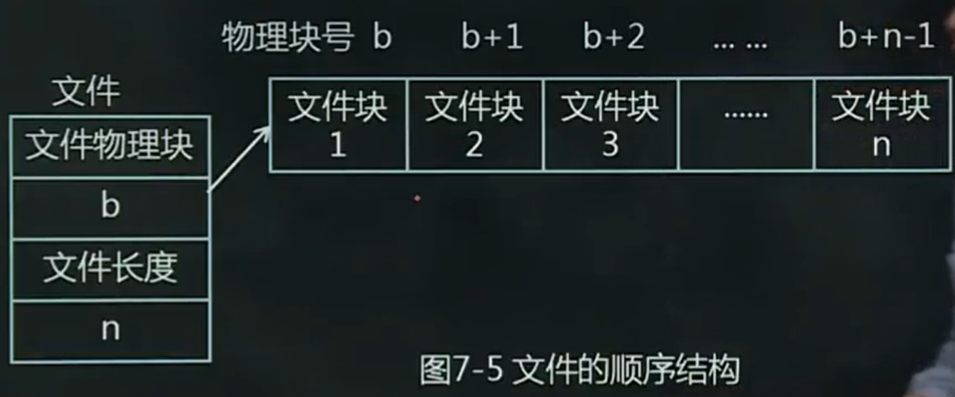 物理块号 b b+1 b+2 ... ... b+n-1
文件
文件物理块
b
文件长度
n
文件块
1
文件块
2
文件块
3
......
文件块
n
图7-5 文件的顺序结构